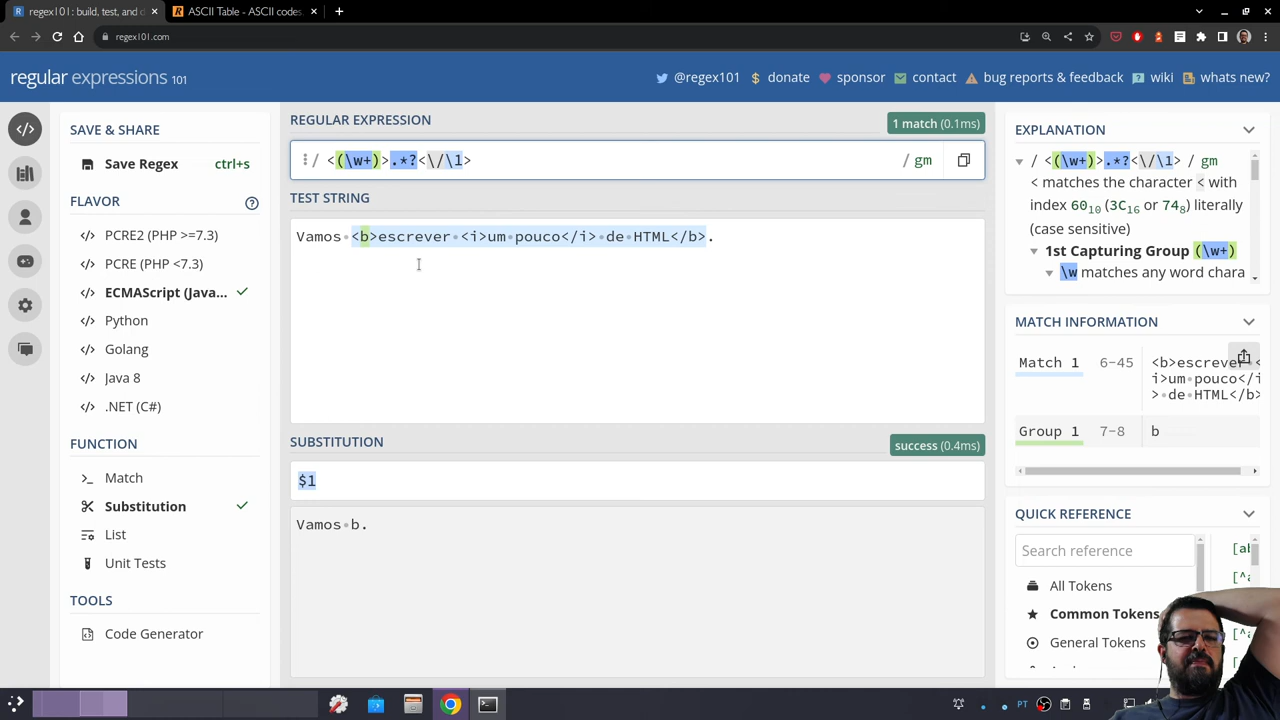 regex101: build, test, and d
ASCII Table - ASCII codes,
regex101.com
regular expressions 101
@regex101
donate
sponsor
contact
bug reports & feedback
wiki
whats new?
SAVE & SHARE
Save Regex ctrl+s
FLAVOR
PCRE2 (PHP >=7.3)
PCRE (PHP <7.3)
ECMAScript (Java...
Python
Golang
Java 8
.NET (C#)
FUNCTION
Match
Substitution
List
Unit Tests
TOOLS
Code Generator
REGULAR EXPRESSION
1 match (0.1ms)
/ <(\w+)>.*?<\/\1> / gm
TEST STRING
Vamos·<b>escrever·<i>um·pouco</i>·de·HTML</b>.
SUBSTITUTION
success (0.4ms)
$1
Vamos·b.
EXPLANATION
/ <(\w+)>.*?<\/\1> / gm
< matches the character < with
index 60₁₀ (3C₁₆ or 74₈) literally
(case sensitive)
1st Capturing Group (\w+)
\w matches any word chara
MATCH INFORMATION
Match 1 6-45 <b>escrever·<
i>um·pouco</i
>·de·HTML</b>
Group 1 7-8 b
QUICK REFERENCE
Search reference
All Tokens
Common Tokens
General Tokens
[ab
[^a
[^a
PT